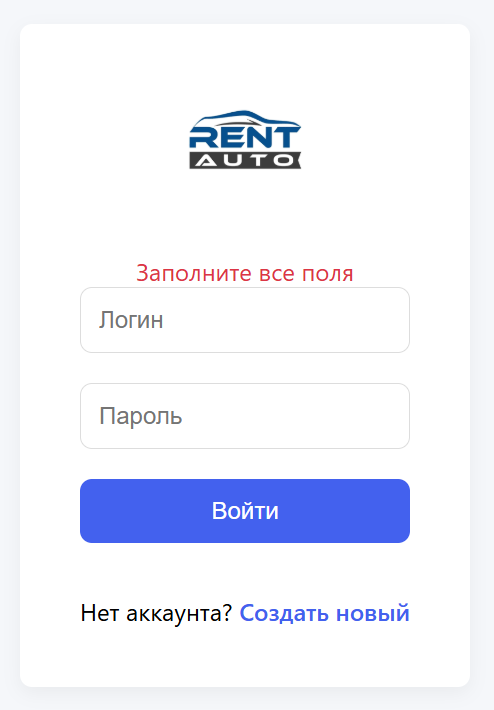 RENT
AUTO
Заполните все поля
Логин
Пароль
Войти
Нет аккаунта? Создать новый